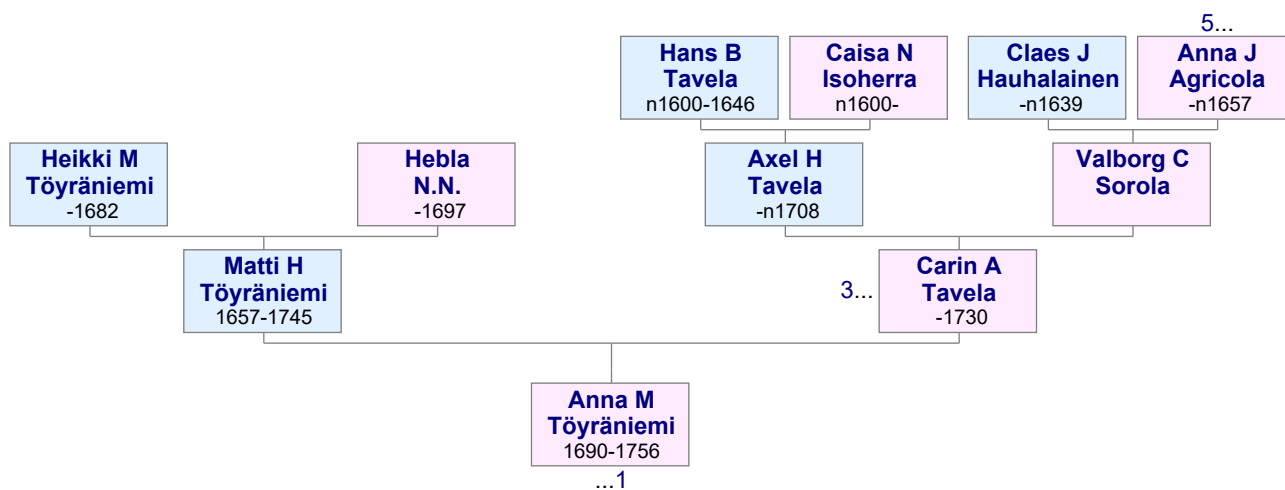 5...
Hans B
Tavela
n1600-1646
Caisa N
Isoherra
n1600-
Claes J
Hauhalainen
-n1639
Anna J
Agricola
-n1657
Heikki M
Töyräniemi
-1682
Hebla
N.N.
-1697
Axel H
Tavela
-n1708
Valborg C
Sorola
Matti H
Töyräniemi
1657-1745
3...
Carin A
Tavela
-1730
Anna M
Töyräniemi
1690-1756
...1